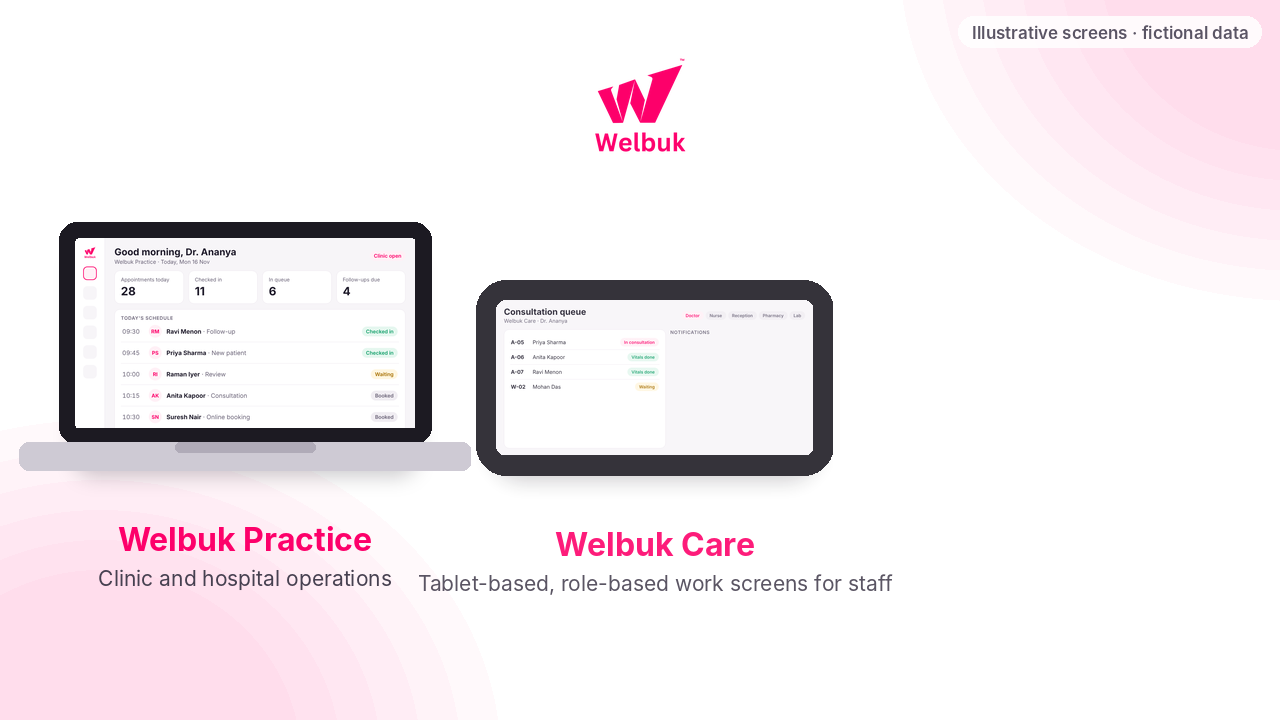 Illustrative screens · fictional data
Welbuk
Good morning, Dr. Ananya
Welbuk Practice · Today, Mon 16 Nov
Clinic open
Appointments today
28
Checked in
11
In queue
6
Follow-ups due
4
TODAY'S SCHEDULE
09:30 RM Ravi Menon · Follow-up Checked in
09:45 PS Priya Sharma · New patient Checked in
10:00 RI Raman Iyer · Review Waiting
10:15 AK Anita Kapoor · Consultation Booked
10:30 SN Suresh Nair · Online booking Booked
Consultation queue
Welbuk Care · Dr. Ananya
Doctor Nurse Reception Pharmacy Lab
A-05 Priya Sharma In consultation
A-06 Anita Kapoor Vitals done
A-07 Ravi Menon Vitals done
W-02 Mohan Das Waiting
NOTIFICATIONS
Welbuk Practice
Clinic and hospital operations
Welbuk Care
Tablet-based, role-based work screens for staff